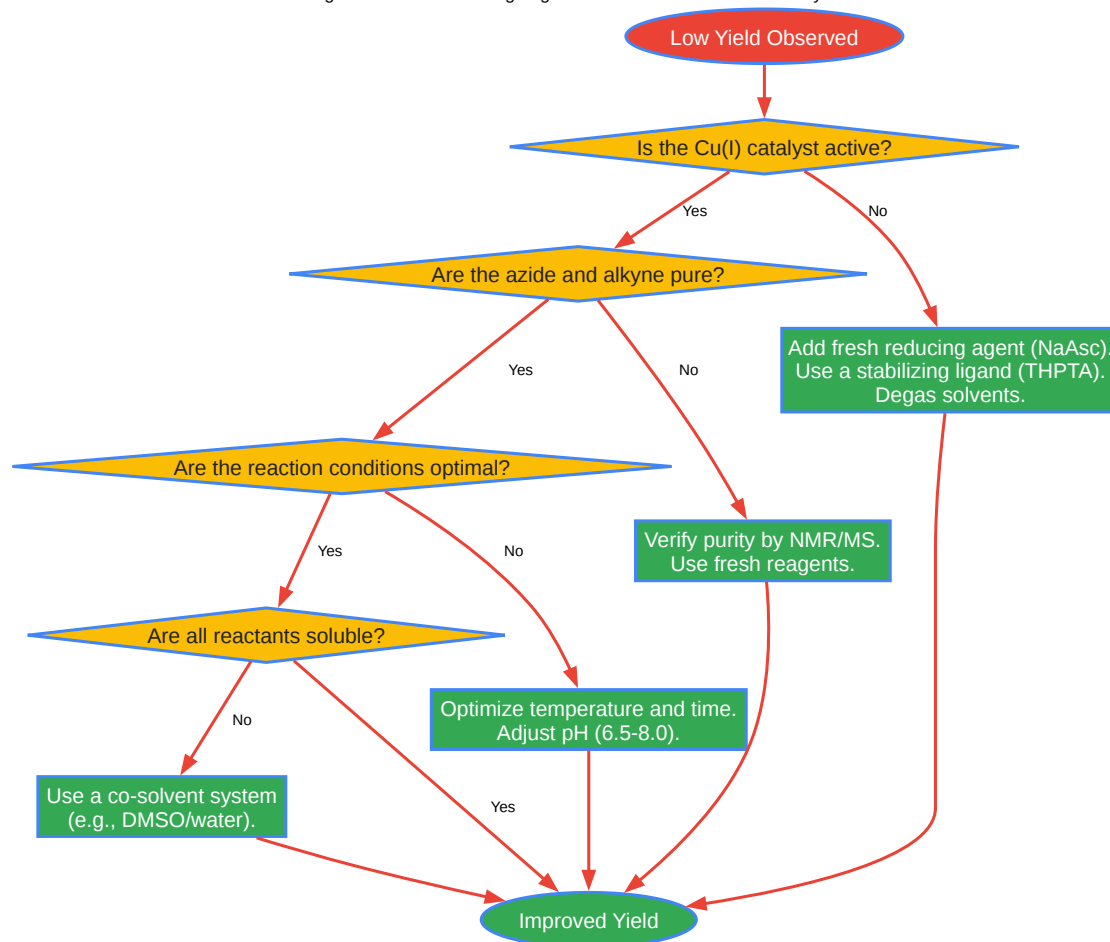 Low Yield Observed
Is the Cu(I) catalyst active?
Yes
No
Are the azide and alkyne pure?
Yes
No
Add fresh reducing agent (NaAsc).
Use a stabilizing ligand (THPTA).
Degas solvents.
Are the reaction conditions optimal?
Yes
No
Verify purity by NMR/MS.
Use fresh reagents.
Are all reactants soluble?
No
Yes
Optimize temperature and time.
Adjust pH (6.5-8.0).
Use a co-solvent system
(e.g., DMSO/water).
Improved Yield